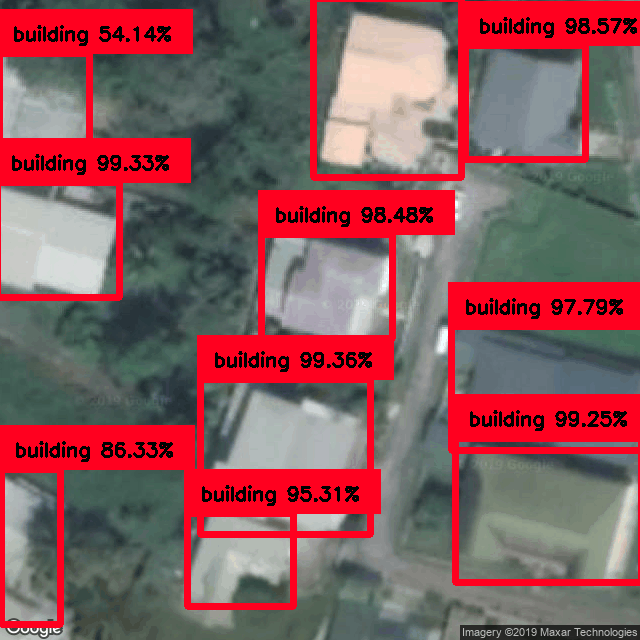 building 54.14%
building 98.57%
building 99.33%
building 98.48%
building 97.79%
building 99.36%
building 99.25%
building 86.33%
building 95.31%
Google
Imagery ©2019 Maxar Technologies